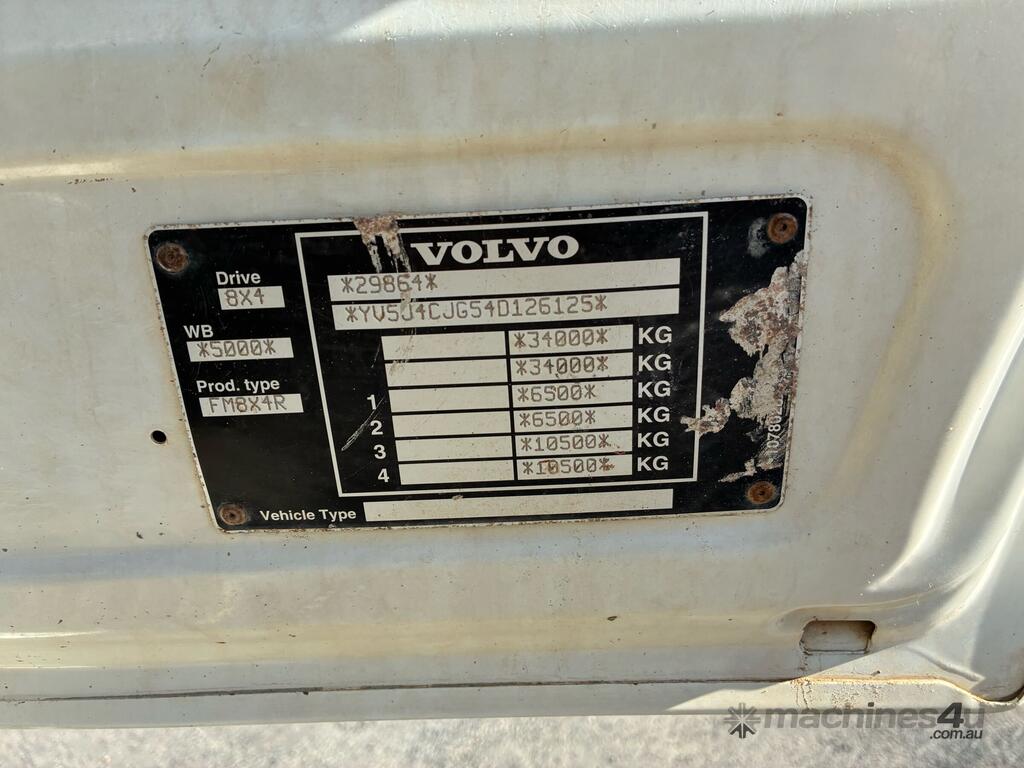 VOLVO
Drive
8X4
*29864*
*YV5J4CJG54D126125*
WB
*5000*
*34000* KG
*34000* KG
Prod. type
FM8X4R
1 *6500* KG
2 *6500* KG
3 *10500* KG
4 *10500* KG
Vehicle Type
machines4u
.com.au